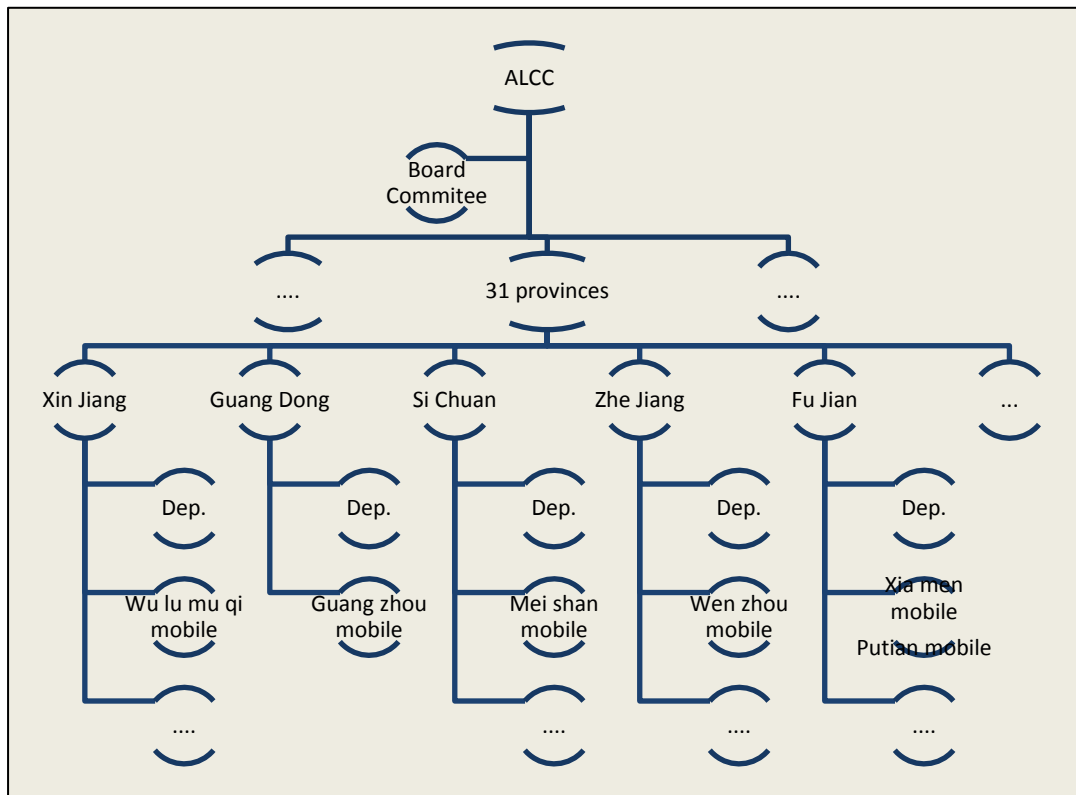 ALCC
Board
Commitee
....
31 provinces
....
Xin Jiang
Guang Dong
Si Chuan
Zhe Jiang
Fu Jian
...
Dep.
Dep.
Dep.
Dep.
Dep.
Wu lu mu qi
mobile
Guang zhou
mobile
Mei shan
mobile
Wen zhou
mobile
Xia men
mobile
Putian mobile
....
....
....
....